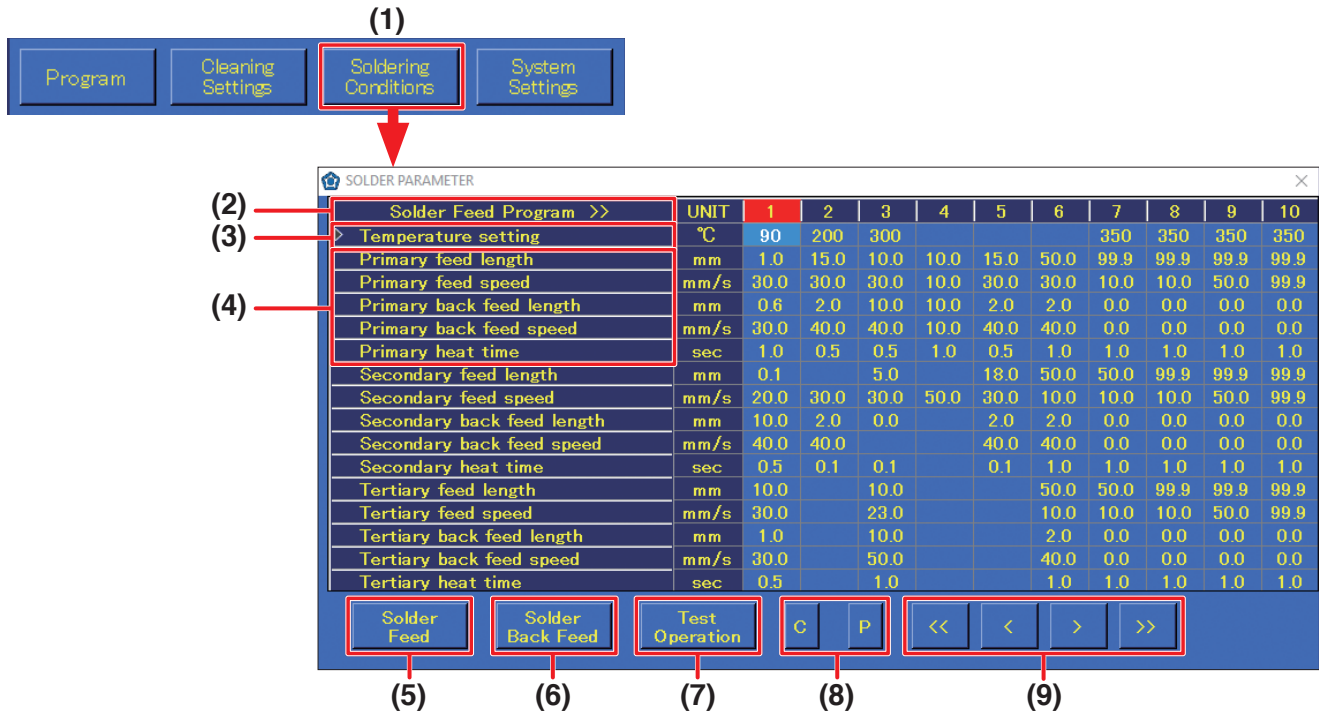 (1)
Program
Cleaning
Settings
Soldering
Conditions
System
Settings
SOLDER PARAMETER
(2)
Solder Feed Program >> UNIT 1 2 3 4 5 6 7 8 9 10
(3)
> Temperature setting ℃ 90 200 300 350 350 350 350
Primary feed length mm 1.0 15.0 10.0 10.0 15.0 50.0 99.9 99.9 99.9 99.9
Primary feed speed mm/s 30.0 30.0 30.0 10.0 30.0 30.0 10.0 10.0 50.0 99.9
(4)
Primary back feed length mm 0.6 2.0 10.0 10.0 2.0 2.0 0.0 0.0 0.0 0.0
Primary back feed speed mm/s 30.0 40.0 40.0 10.0 40.0 40.0 0.0 0.0 0.0 0.0
Primary heat time sec 1.0 0.5 0.5 1.0 0.5 1.0 1.0 1.0 1.0 1.0
Secondary feed length mm 0.1 5.0 18.0 50.0 50.0 99.9 99.9 99.9
Secondary feed speed mm/s 20.0 30.0 30.0 50.0 30.0 10.0 10.0 10.0 50.0 99.9
Secondary back feed length mm 10.0 2.0 0.0 2.0 2.0 0.0 0.0 0.0 0.0
Secondary back feed speed mm/s 40.0 40.0 40.0 40.0 0.0 0.0 0.0 0.0
Secondary heat time sec 0.5 0.1 0.1 0.1 1.0 1.0 1.0 1.0 1.0
Tertiary feed length mm 10.0 10.0 50.0 50.0 99.9 99.9 99.9
Tertiary feed speed mm/s 30.0 23.0 10.0 10.0 10.0 50.0 99.9
Tertiary back feed length mm 1.0 10.0 2.0 0.0 0.0 0.0 0.0
Tertiary back feed speed mm/s 30.0 50.0 40.0 0.0 0.0 0.0 0.0
Tertiary heat time sec 0.5 1.0 1.0 1.0 1.0 1.0 1.0
Solder
Feed
Solder
Back Feed
Test
Operation
C P << < > >>
(5) (6) (7) (8) (9)